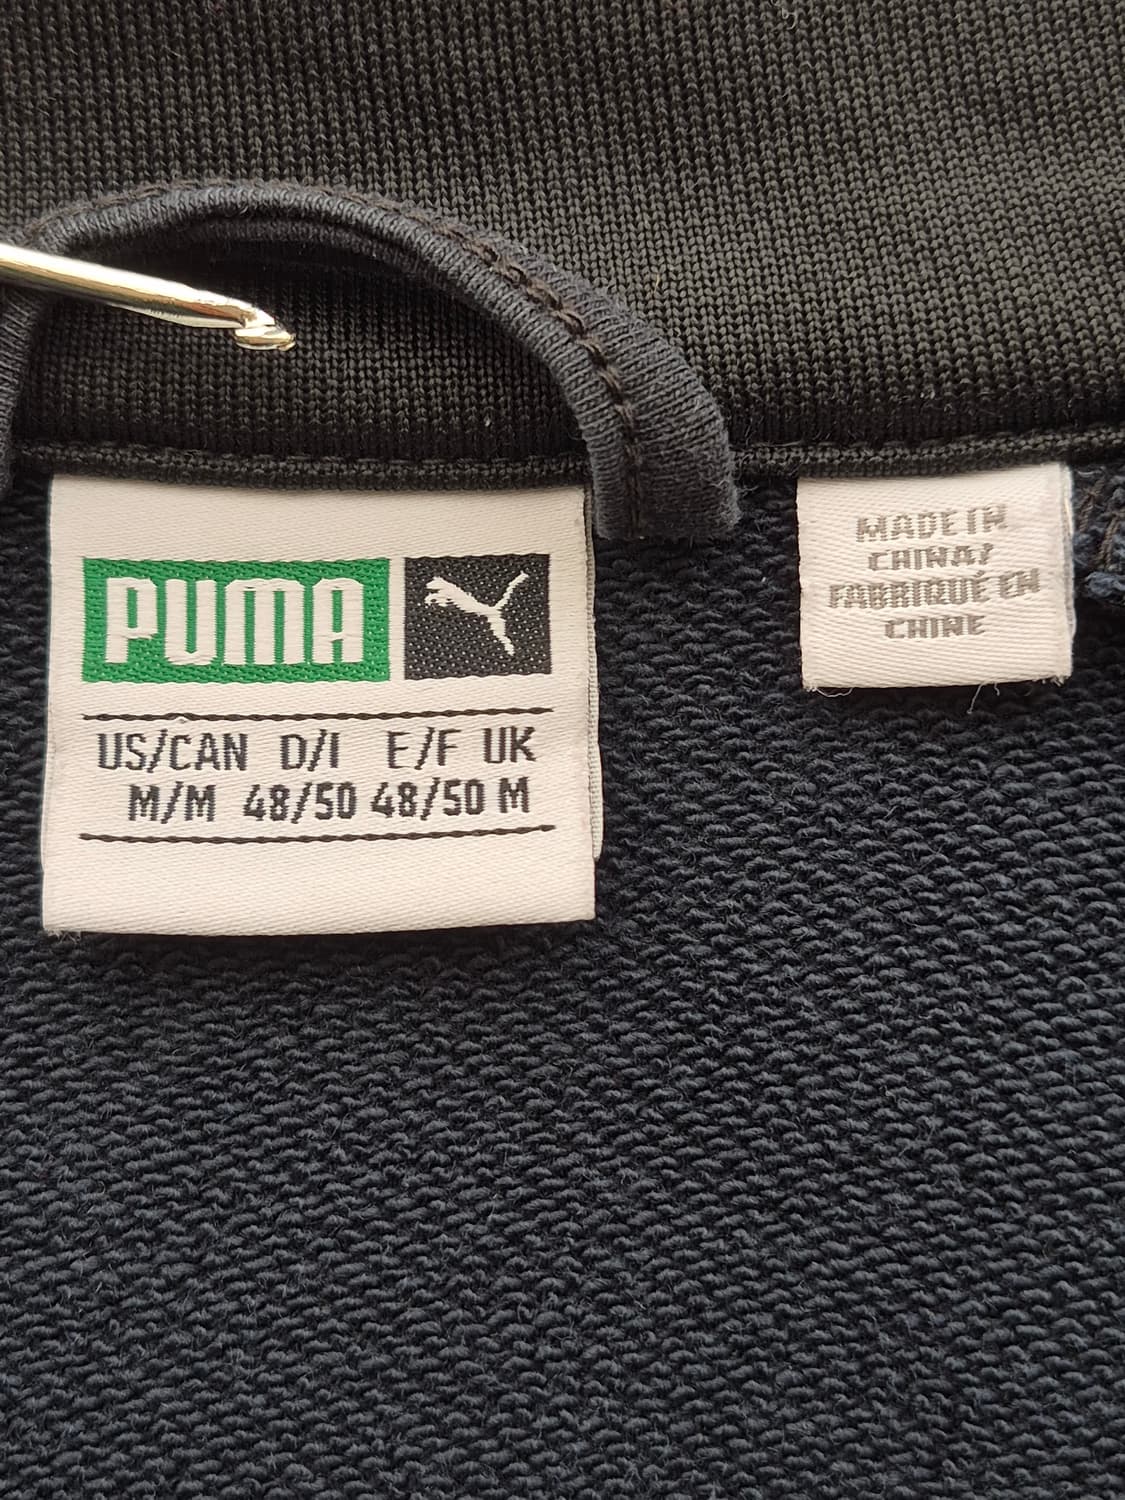 PUMA
US/CAN D/I E/F UK
M/M 48/50 48/50 M
MADE IN
CHINA/
FABRIQUÉ EN
CHINE